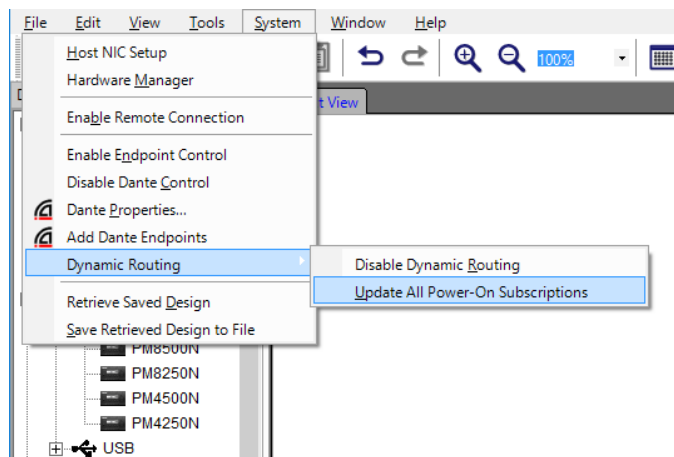 File Edit View Tools System Window Help
Host NIC Setup
100%
Hardware Manager
t View
Enable Remote Connection
Enable Endpoint Control
Disable Dante Control
Dante Properties...
Add Dante Endpoints
Dynamic Routing
Disable Dynamic Routing
Update All Power-On Subscriptions
Retrieve Saved Design
Save Retrieved Design to File
PM8500N
PM8250N
PM4500N
PM4250N
USB